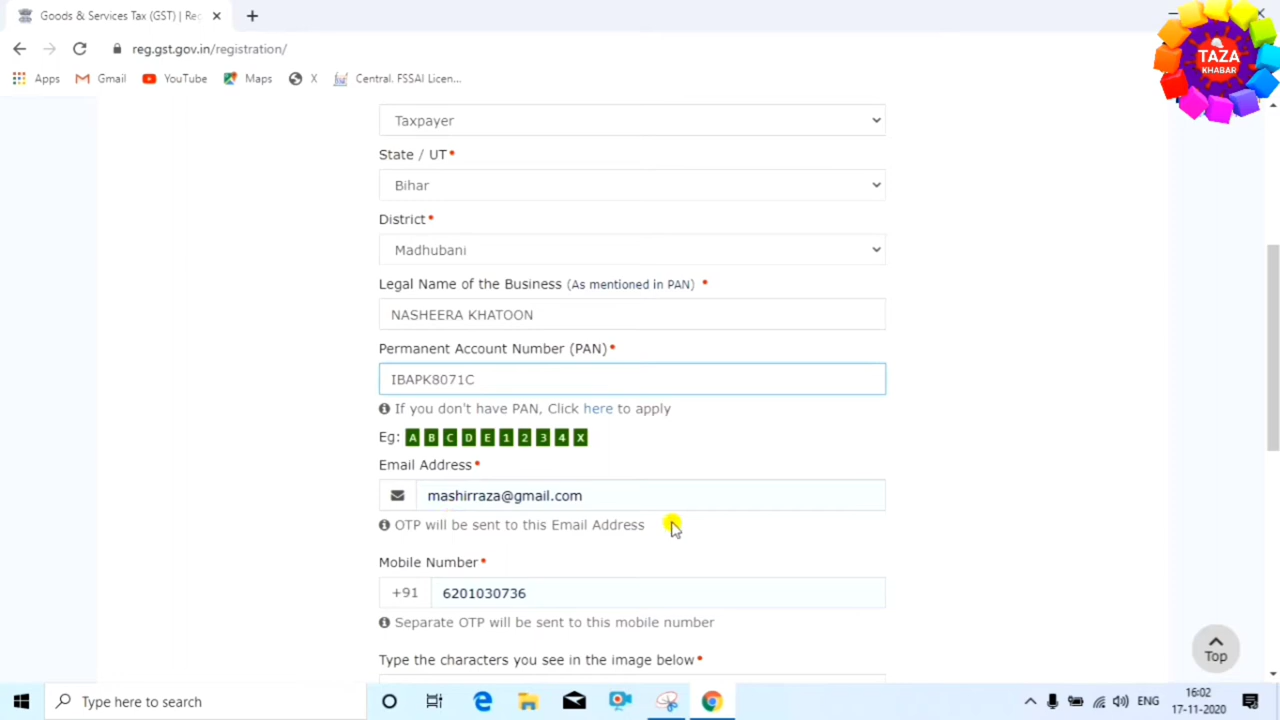 Goods & Services Tax (GST) | Reg
reg.gst.gov.in/registration/
Apps Gmail YouTube Maps X Central. FSSAI Licen...
TAZA
KHABAR
Taxpayer
State / UT•
Bihar
District•
Madhubani
Legal Name of the Business (As mentioned in PAN) •
NASHEERA KHATOON
Permanent Account Number (PAN)•
IBAPK8071C
If you don't have PAN, Click here to apply
Eg: A B C D E 1 2 3 4 X
Email Address•
mashirraza@gmail.com
OTP will be sent to this Email Address
Mobile Number•
+91 6201030736
Separate OTP will be sent to this mobile number
Type the characters you see in the image below•
Top
Type here to search
ENG
16:02
17-11-2020